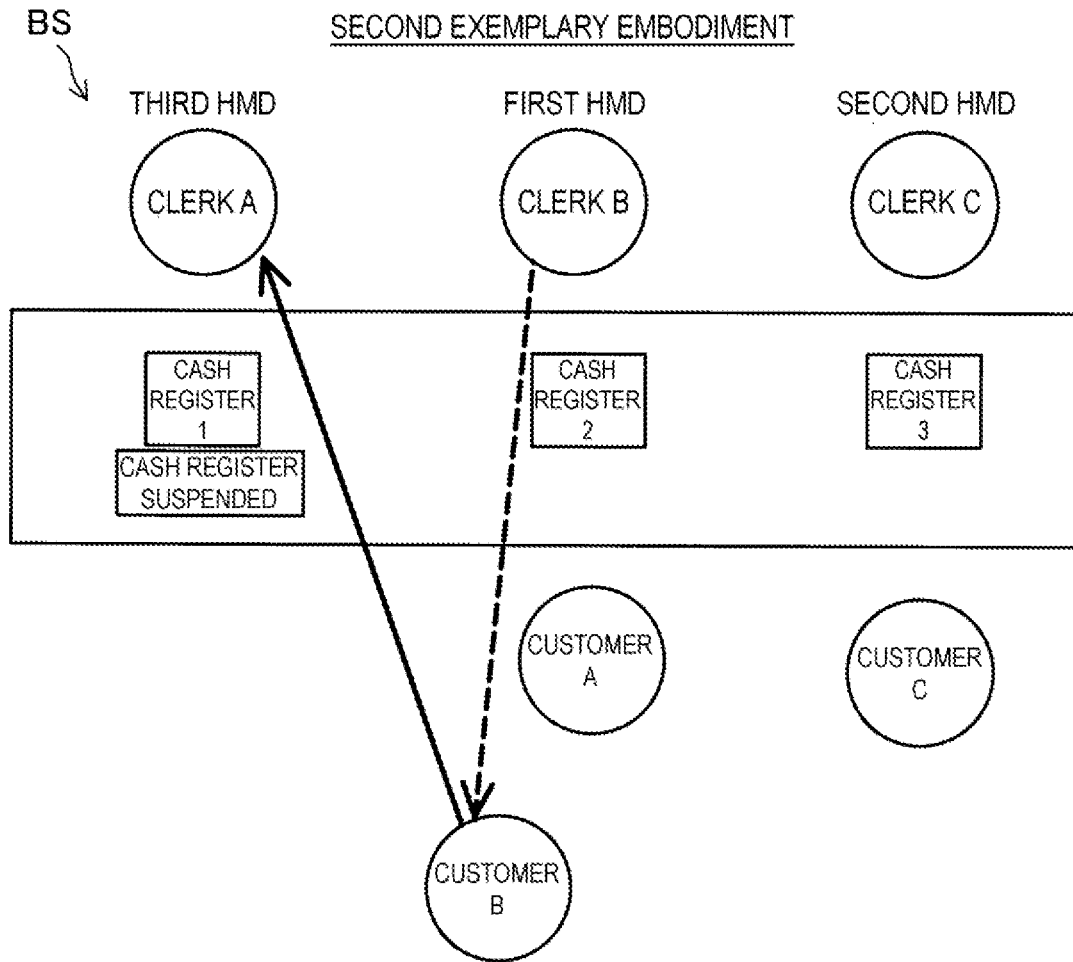 BS
SECOND EXEMPLARY EMBODIMENT
THIRD HMD
FIRST HMD
SECOND HMD
CLERK A
CLERK B
CLERK C
CASH
REGISTER
1
CASH REGISTER
SUSPENDED
CASH
REGISTER
2
CASH
REGISTER
3
CUSTOMER
A
CUSTOMER
C
CUSTOMER
B